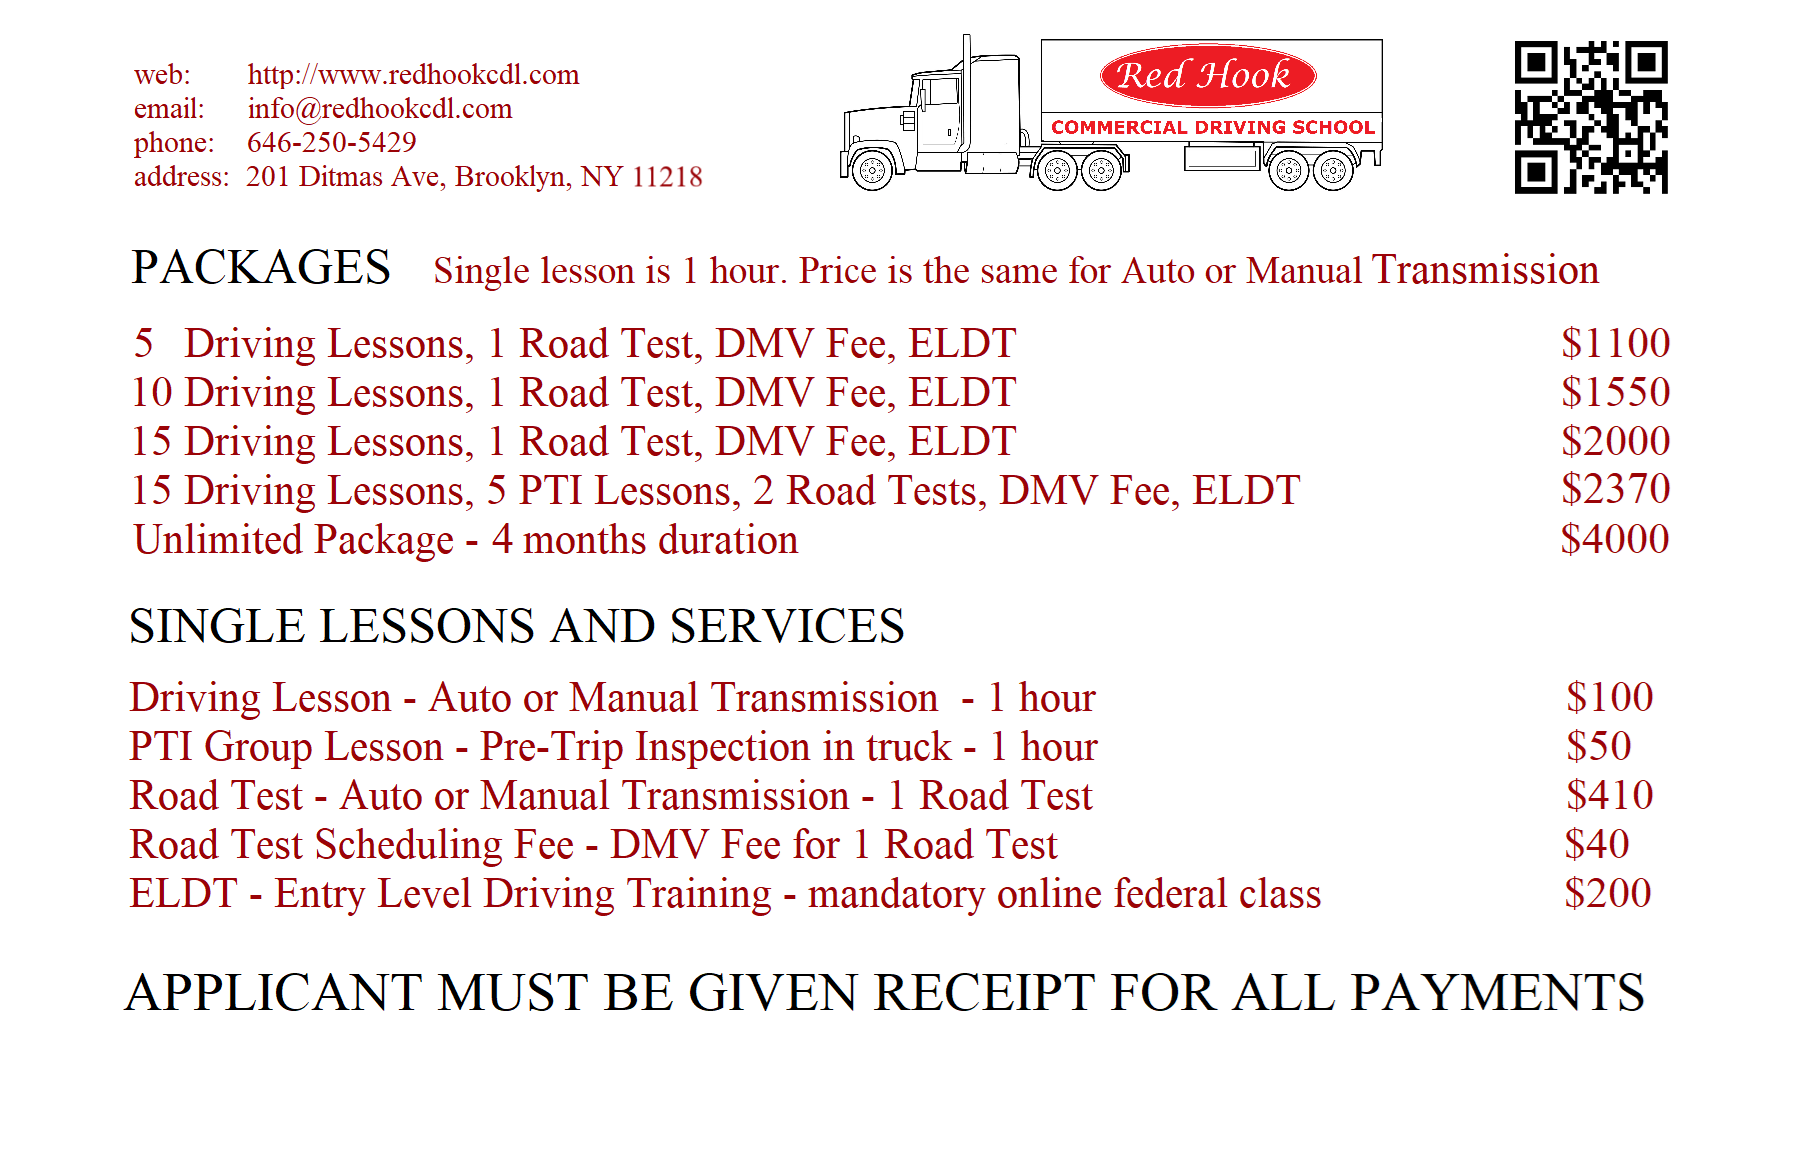 web: http://www.redhookcdl.com
email: info@redhookcdl.com
phone: 646-250-5429
address: 201 Ditmas Ave, Brooklyn, NY 11218
Red Hook
COMMERCIAL DRIVING SCHOOL
PACKAGES Single lesson is 1 hour. Price is the same for Auto or Manual Transmission
5 Driving Lessons, 1 Road Test, DMV Fee, ELDT $1100
10 Driving Lessons, 1 Road Test, DMV Fee, ELDT $1550
15 Driving Lessons, 1 Road Test, DMV Fee, ELDT $2000
15 Driving Lessons, 5 PTI Lessons, 2 Road Tests, DMV Fee, ELDT $2370
Unlimited Package - 4 months duration $4000
SINGLE LESSONS AND SERVICES
Driving Lesson - Auto or Manual Transmission - 1 hour $100
PTI Group Lesson - Pre-Trip Inspection in truck - 1 hour $50
Road Test - Auto or Manual Transmission - 1 Road Test $410
Road Test Scheduling Fee - DMV Fee for 1 Road Test $40
ELDT - Entry Level Driving Training - mandatory online federal class $200
APPLICANT MUST BE GIVEN RECEIPT FOR ALL PAYMENTS